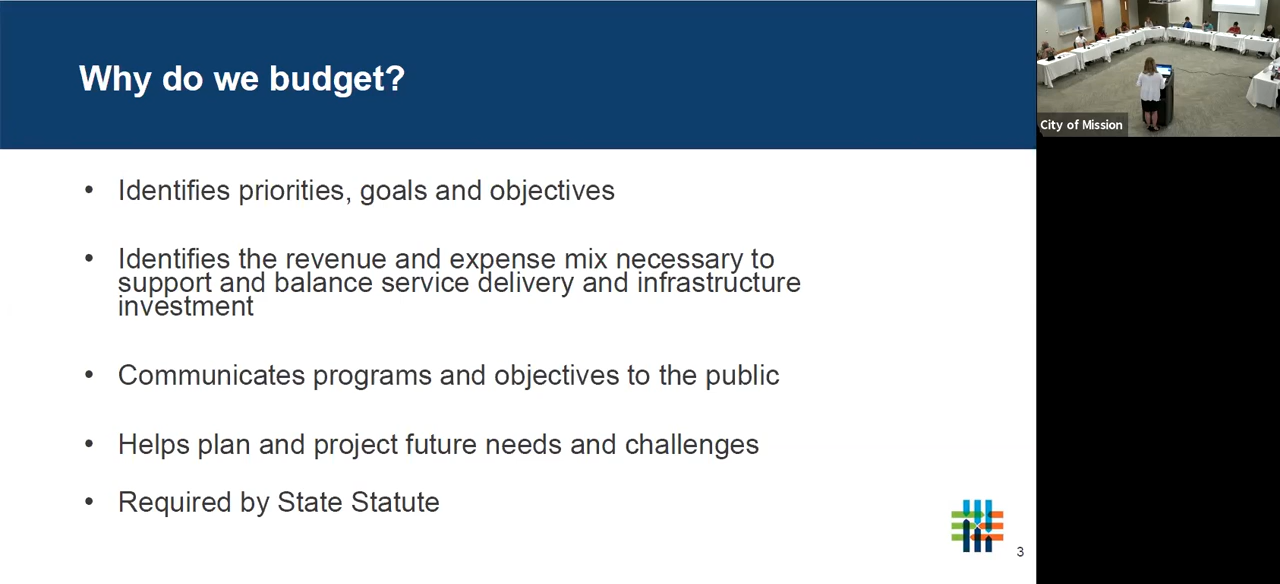 Why do we budget?
• Identifies priorities, goals and objectives
• Identifies the revenue and expense mix necessary to
support and balance service delivery and infrastructure
investment
• Communicates programs and objectives to the public
• Helps plan and project future needs and challenges
• Required by State Statute
3
City of Mission